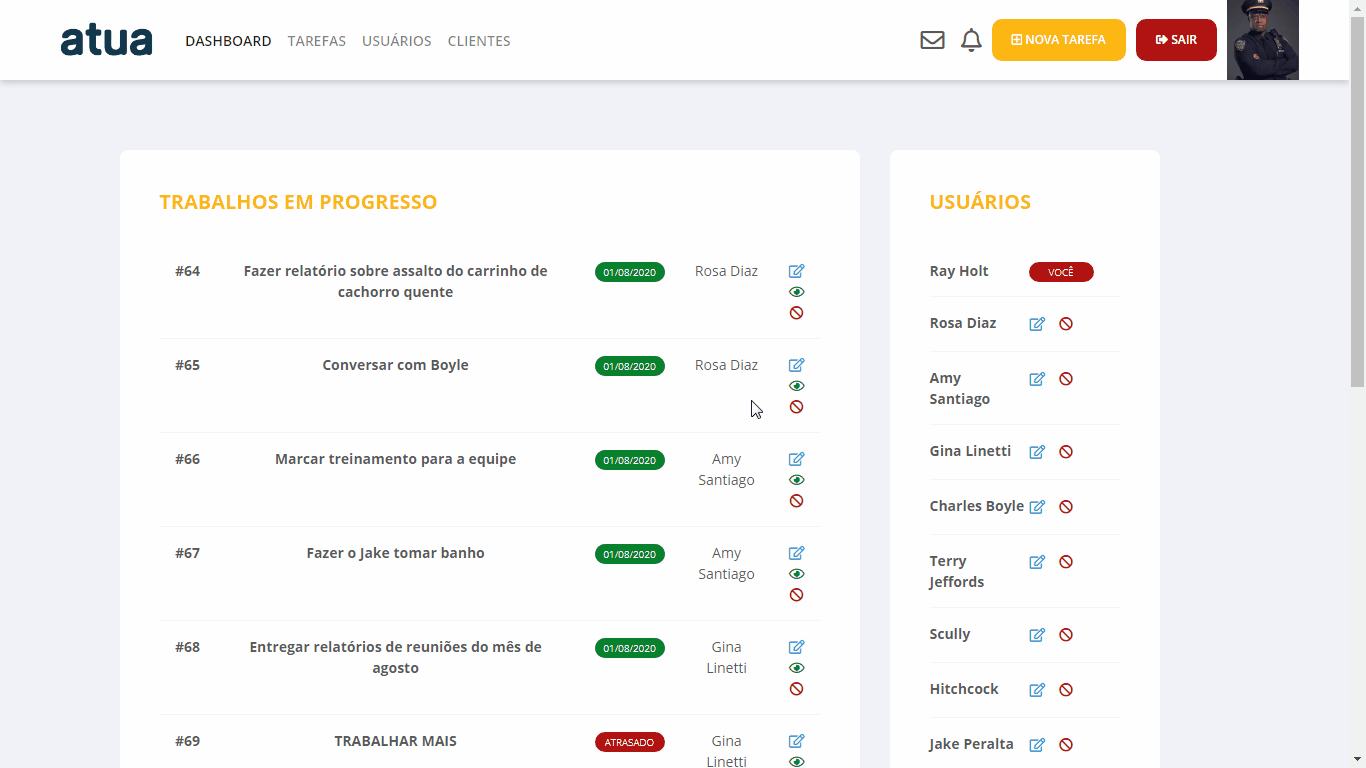 atua
DASHBOARD TAREFAS USUÁRIOS CLIENTES
NOVA TAREFA
SAIR
TRABALHOS EM PROGRESSO
#64 Fazer relatório sobre assalto do carrinho de 01/08/2020 Rosa Diaz
cachorro quente
#65 Conversar com Boyle 01/08/2020 Rosa Diaz
#66 Marcar treinamento para a equipe 01/08/2020 Amy
Santiago
#67 Fazer o Jake tomar banho 01/08/2020 Amy
Santiago
#68 Entregar relatórios de reuniões do mês de 01/08/2020 Gina
agosto Linetti
#69 TRABALHAR MAIS ATRASADO Gina
Linetti
USUÁRIOS
Ray Holt VOCÊ
Rosa Diaz
Amy
Santiago
Gina Linetti
Charles Boyle
Terry
Jeffords
Scully
Hitchcock
Jake Peralta